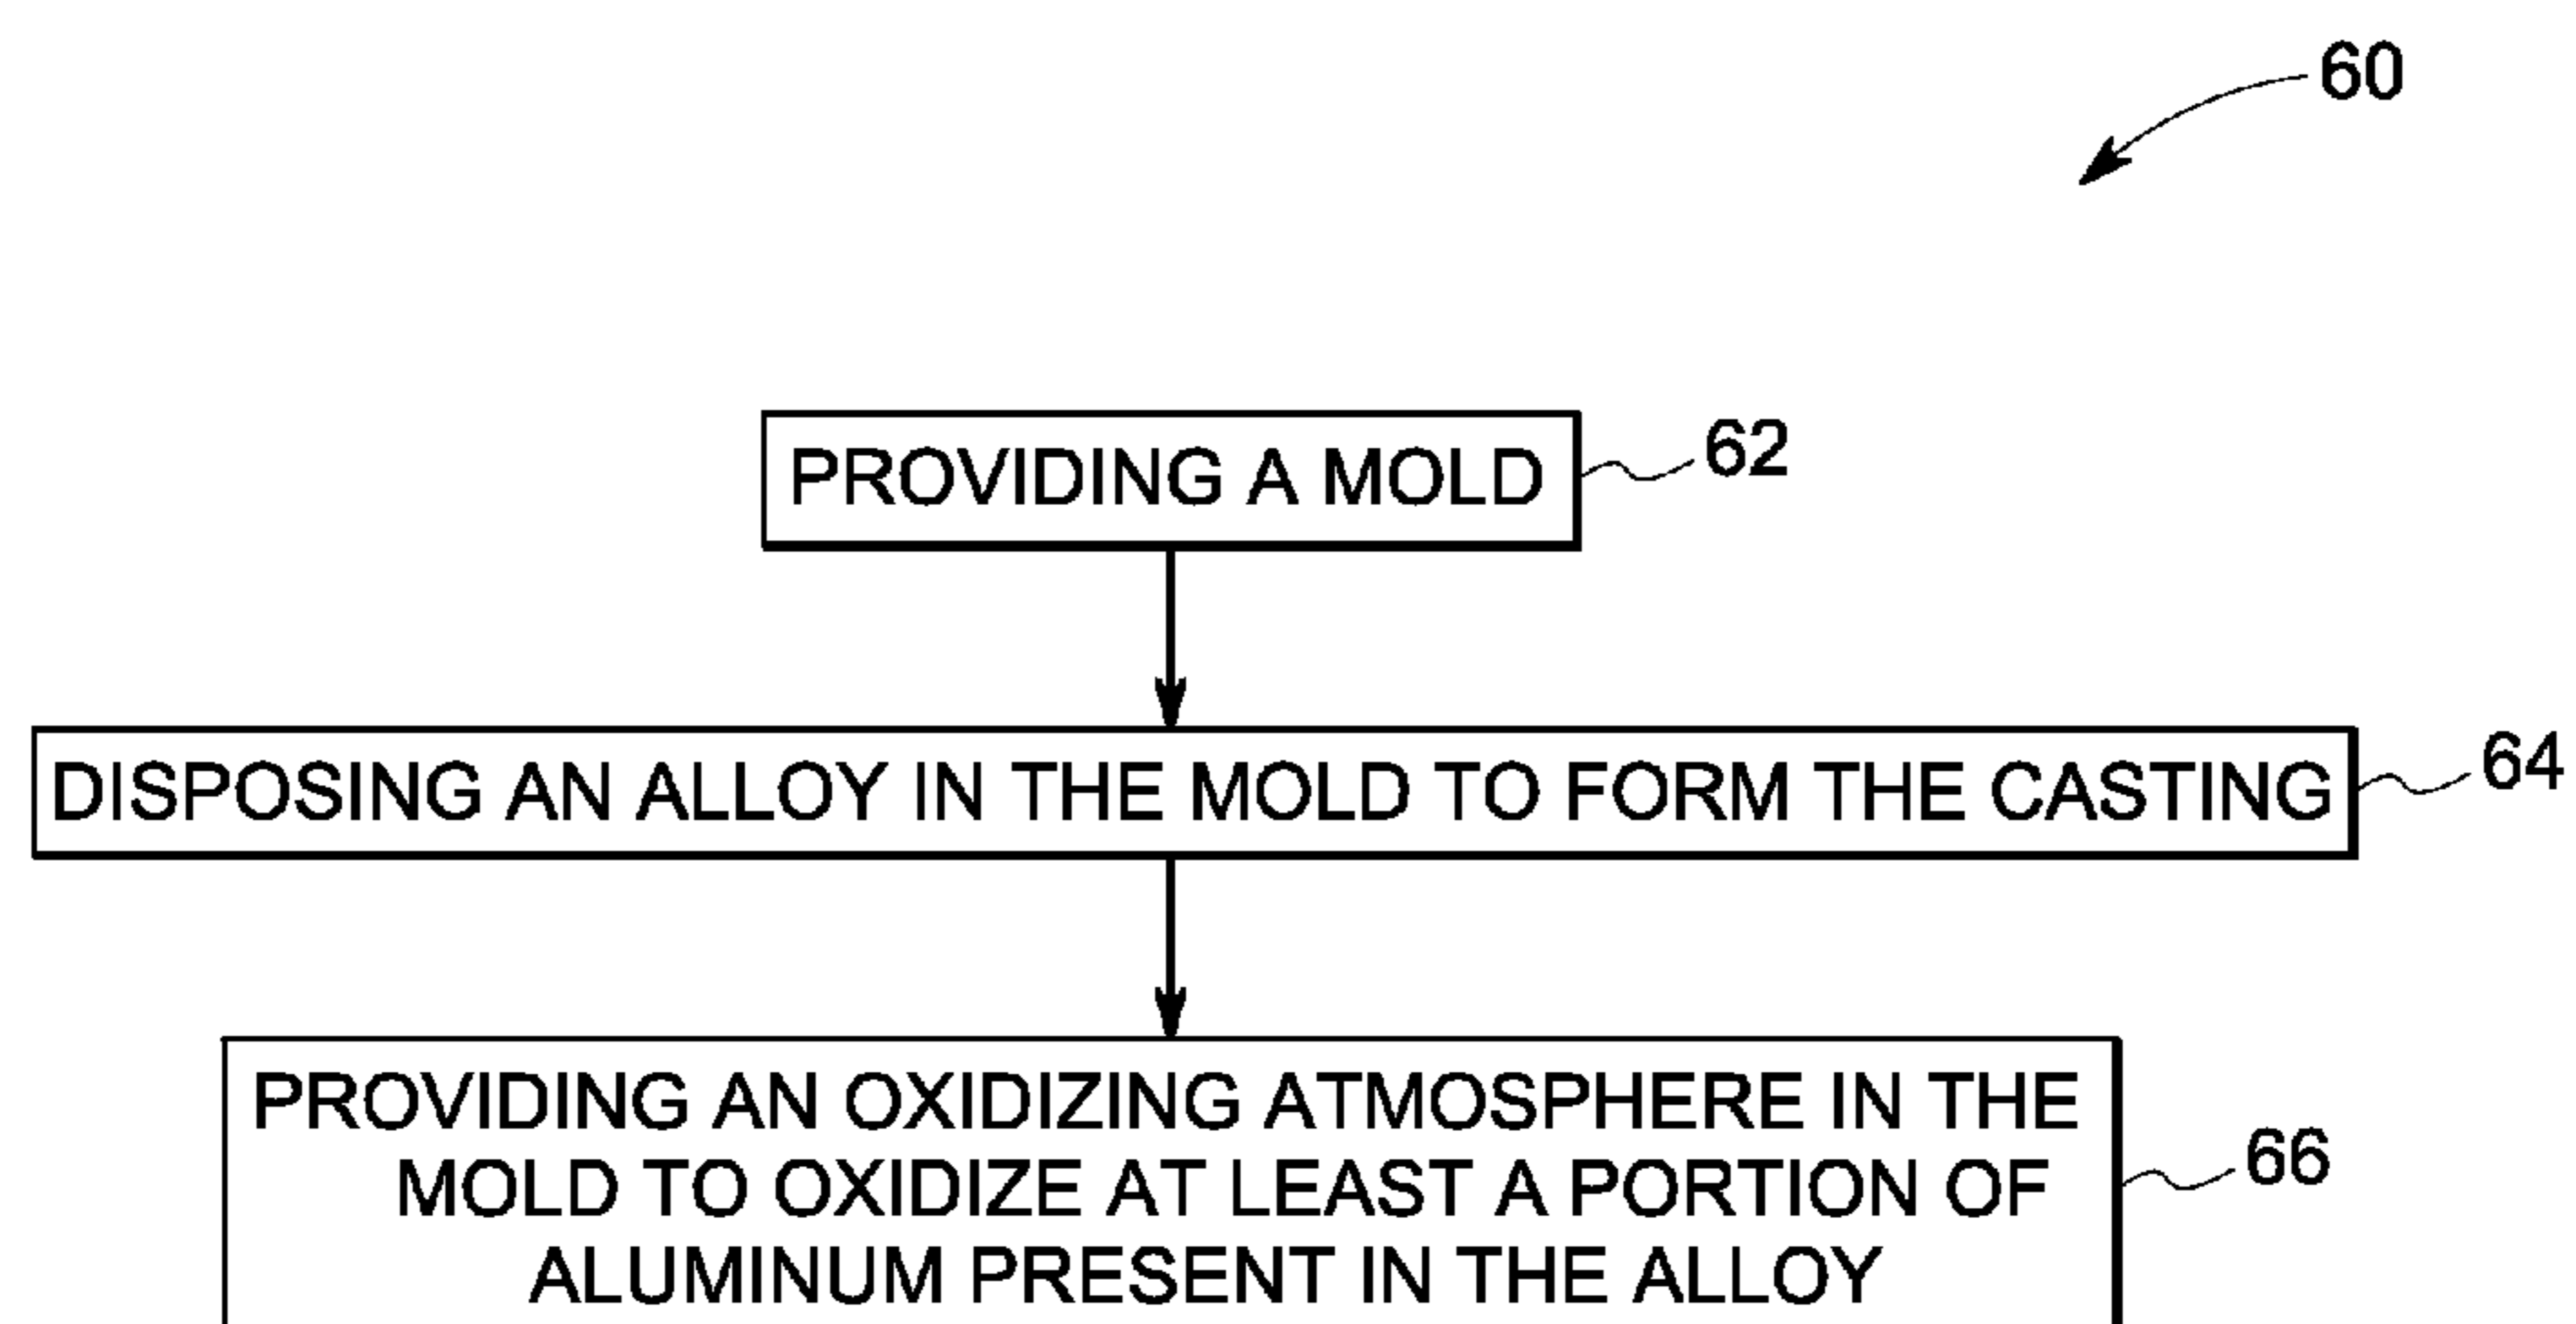 60
PROVIDING A MOLD
62
DISPOSING AN ALLOY IN THE MOLD TO FORM THE CASTING
64
PROVIDING AN OXIDIZING ATMOSPHERE IN THE
MOLD TO OXIDIZE AT LEAST A PORTION OF
ALUMINUM PRESENT IN THE ALLOY
66